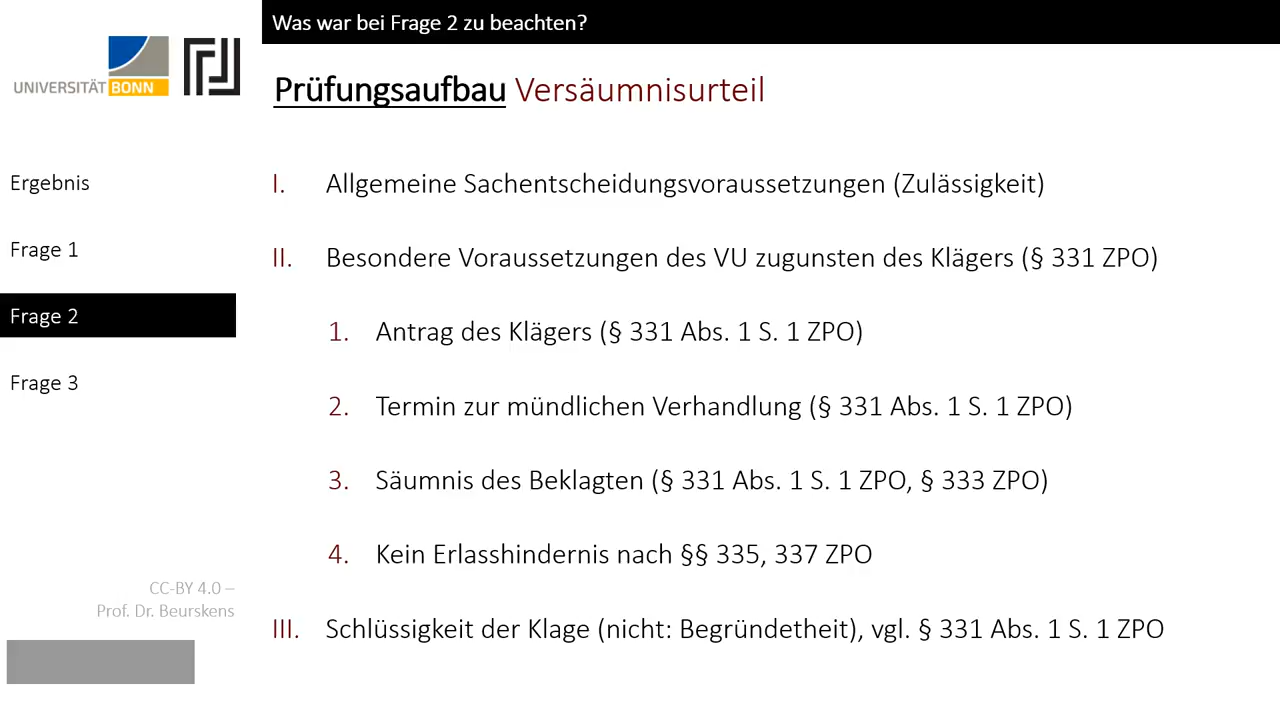 Was war bei Frage 2 zu beachten?
UNIVERSITÄT BONN
Prüfungsaufbau Versäumnisurteil
Ergebnis
Frage 1
Frage 2
Frage 3
I. Allgemeine Sachentscheidungsvoraussetzungen (Zulässigkeit)
II. Besondere Voraussetzungen des VU zugunsten des Klägers (§ 331 ZPO)
1. Antrag des Klägers (§ 331 Abs. 1 S. 1 ZPO)
2. Termin zur mündlichen Verhandlung (§ 331 Abs. 1 S. 1 ZPO)
3. Säumnis des Beklagten (§ 331 Abs. 1 S. 1 ZPO, § 333 ZPO)
4. Kein Erlasshindernis nach §§ 335, 337 ZPO
III. Schlüssigkeit der Klage (nicht: Begründetheit), vgl. § 331 Abs. 1 S. 1 ZPO
CC-BY 4.0 –
Prof. Dr. Beurskens